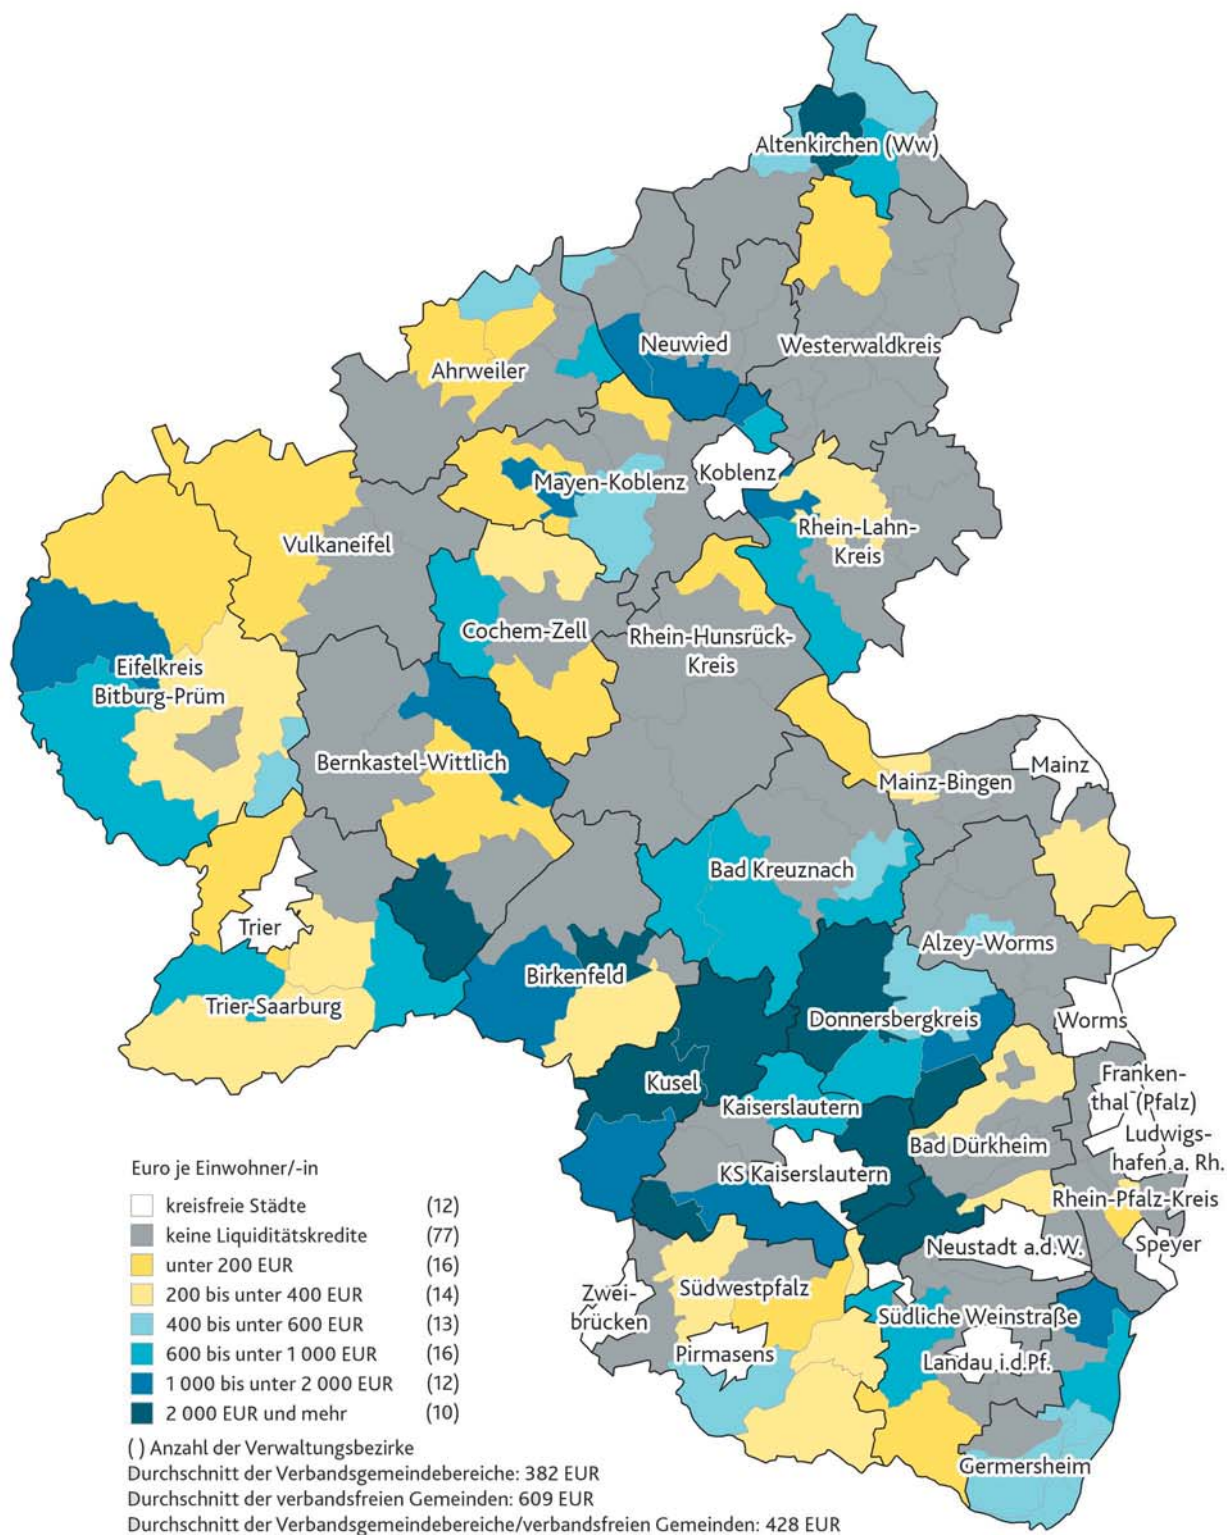 Altenkirchen (Ww)
Neuwied
Westerwaldkreis
Ahrweiler
Koblenz
Mayen-Koblenz
Rhein-Lahn-
Kreis
Vulkaneifel
Cochem-Zell
Rhein-Hunsrück-
Kreis
Eifelkreis
Bitburg-Prüm
Bernkastel-Wittlich
Mainz
Mainz-Bingen
Bad Kreuznach
Trier
Alzey-Worms
Birkenfeld
Trier-Saarburg
Donnersbergkreis
Worms
Kusel
Franken-
thal (Pfalz)
Kaiserslautern
Ludwigs-
hafen a. Rh.
Bad Dürkheim
KS Kaiserslautern
Rhein-Pfalz-Kreis
Neustadt a.d.W.
Speyer
Zwei-
brücken
Südwestpfalz
Südliche Weinstraße
Pirmasens
Landau i.d.Pf.
Germersheim
Euro je Einwohner/-in
kreisfreie Städte (12)
keine Liquiditätskredite (77)
unter 200 EUR (16)
200 bis unter 400 EUR (14)
400 bis unter 600 EUR (13)
600 bis unter 1 000 EUR (16)
1 000 bis unter 2 000 EUR (12)
2 000 EUR und mehr (10)
( ) Anzahl der Verwaltungsbezirke
Durchschnitt der Verbandsgemeindebereiche: 382 EUR
Durchschnitt der verbandsfreien Gemeinden: 609 EUR
Durchschnitt der Verbandsgemeindebereiche/verbandsfreien Gemeinden: 428 EUR